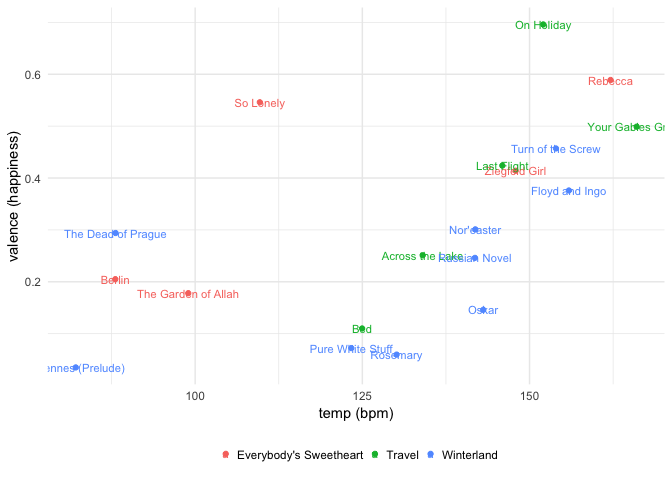 On Holiday
Rebecca
So Lonely
Your Gables Gr
Turn of the Screw
Last Flight
Ziegfeld Girl
Floyd and Ingo
The Dead of Prague
Nor'easter
Across the Lake
Russian Novel
Berlin
The Garden of Allah
Oskar
Bed
Pure White Stuff
Rosemary
ennes (Prelude)
0.6
0.4
0.2
valence (happiness)
100 125 150
temp (bpm)
Everybody's Sweetheart Travel Winterland